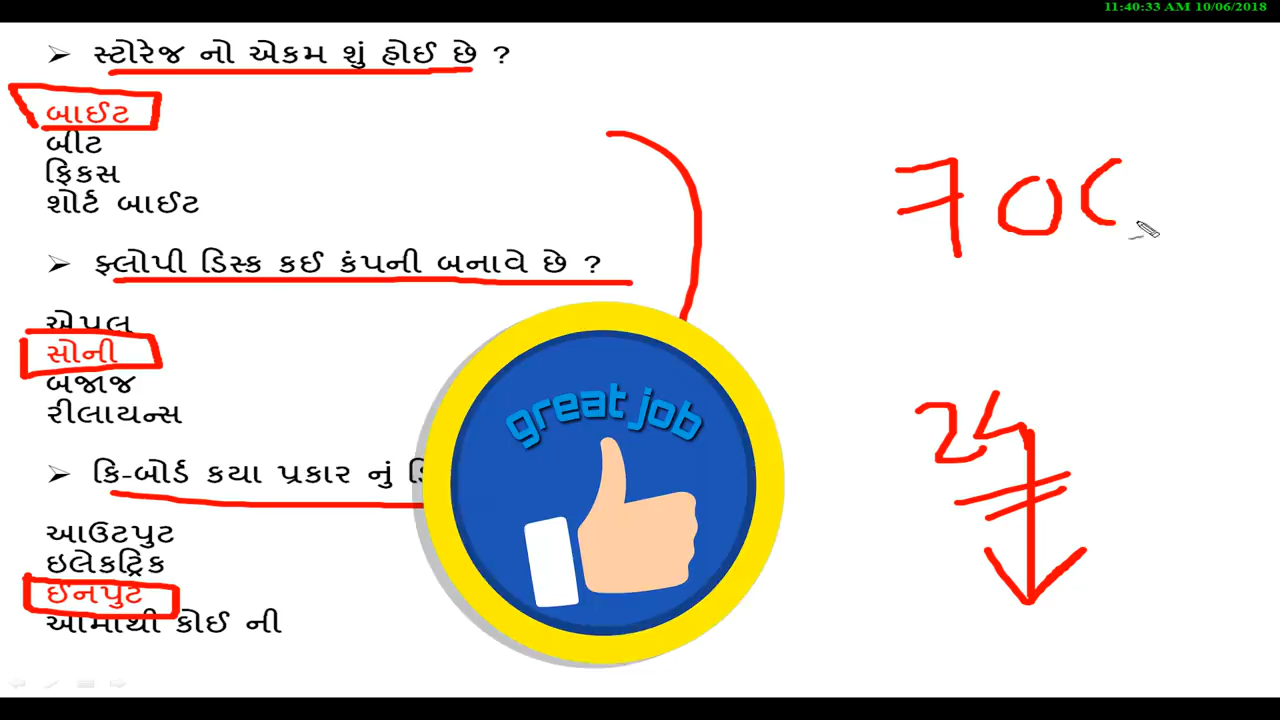 11:40:33 AM 10/06/2018
➢ સ્ટોરેજ નો એકમ શું હોઈ છે ?
બાઈટ
બીટ
ફિકસ
શોર્ટ બાઈટ
➢ ફ્લોપી ડિસ્ક કઈ કંપની બનાવે છે ?
એપલ
સોની
બજાજ
રીલાયન્સ
➢ કિ-બોર્ડ કયા પ્રકાર નું
આઉટપુટ
ઇલેકટ્રિક
ઈનપુટ
આમાંથી કોઈ ની
great job
700
24